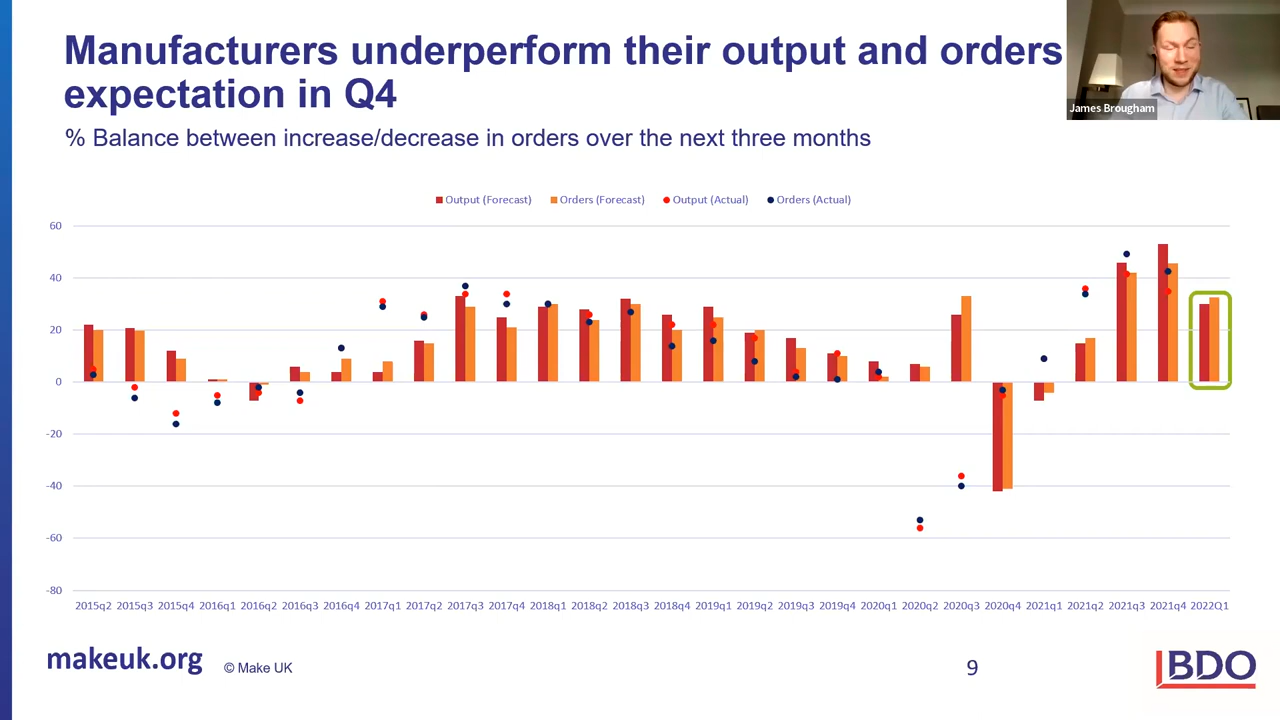 Manufacturers underperform their output and orders
expectation in Q4
James Brougham
% Balance between increase/decrease in orders over the next three months
Output (Forecast) Orders (Forecast) Output (Actual) Orders (Actual)
60
40
20
0
-20
-40
-60
-80
2015q2 2015q3 2015q4 2016q1 2016q2 2016q3 2016q4 2017q1 2017q2 2017q3 2017q4 2018q1 2018q2 2018q3 2018q4 2019q1 2019q2 2019q3 2019q4 2020q1 2020q2 2020q3 2020q4 2021q1 2021q2 2021q3 2021q4 2022Q1
makeuk.org © Make UK 9 BDO